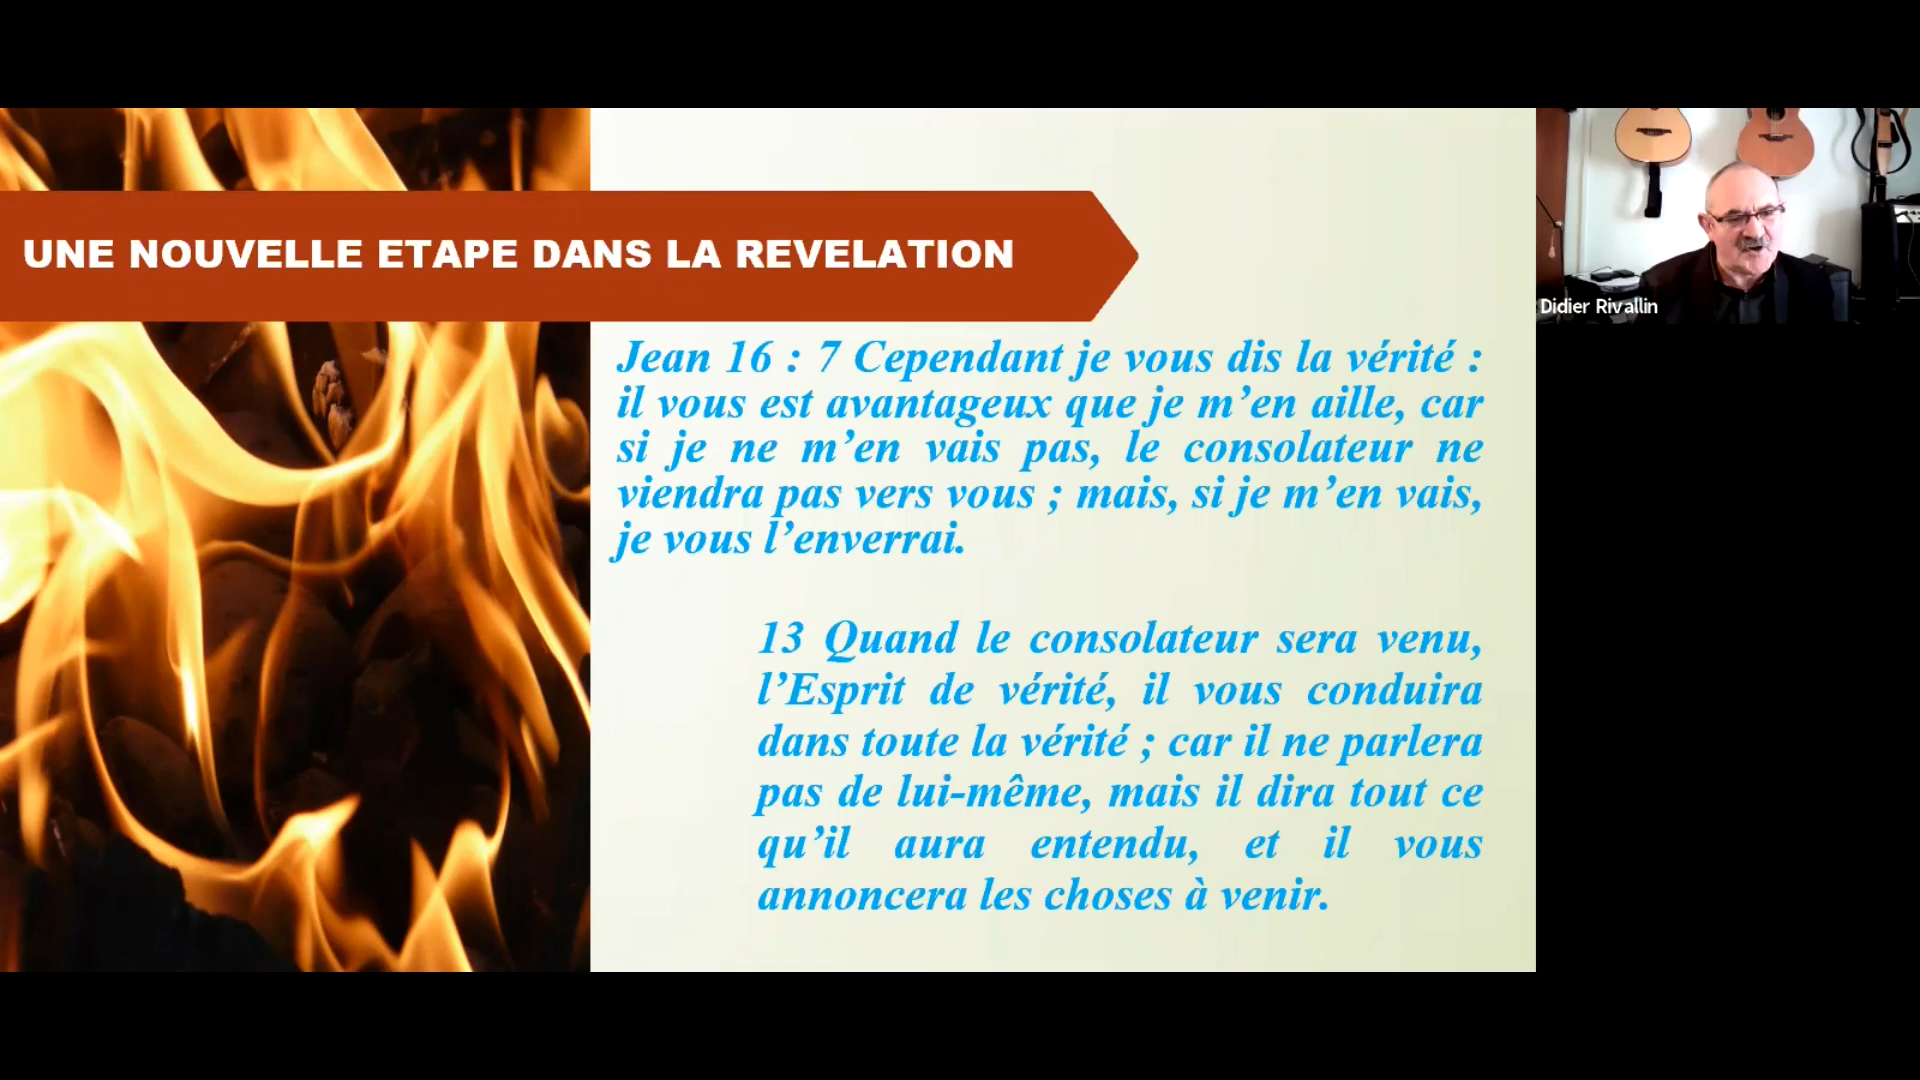 UNE NOUVELLE ETAPE DANS LA REVELATION
Jean 16 : 7 Cependant je vous dis la vérité :
il vous est avantageux que je m’en aille, car
si je ne m’en vais pas, le consolateur ne
viendra pas vers vous ; mais, si je m’en vais,
je vous l’enverrai.
13 Quand le consolateur sera venu,
l’Esprit de vérité, il vous conduira
dans toute la vérité ; car il ne parlera
pas de lui-même, mais il dira tout ce
qu’il aura entendu, et il vous
annoncera les choses à venir.
Didier Rivallin